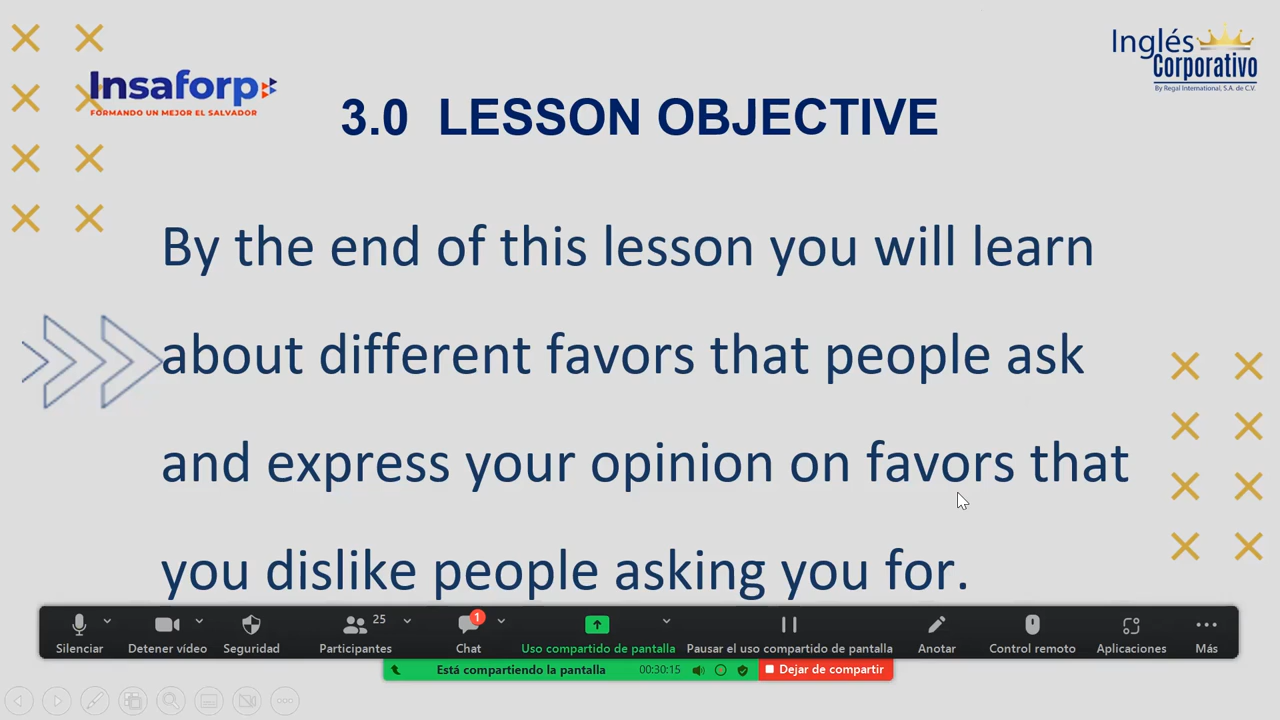 Insaforp
FORMANDO UN MEJOR EL SALVADOR
Inglés
Corporativo
By Regal International, S.A. de C.V.
3.0 LESSON OBJECTIVE
By the end of this lesson you will learn
about different favors that people ask
and express your opinion on favors that
you dislike people asking you for.
25
1
Silenciar
Detener vídeo
Seguridad
Participantes
Chat
Uso compartido de pantalla
Pausar el uso compartido de pantalla
Anotar
Control remoto
Aplicaciones
Más
Está compartiendo la pantalla
00:30:15
Dejar de compartir